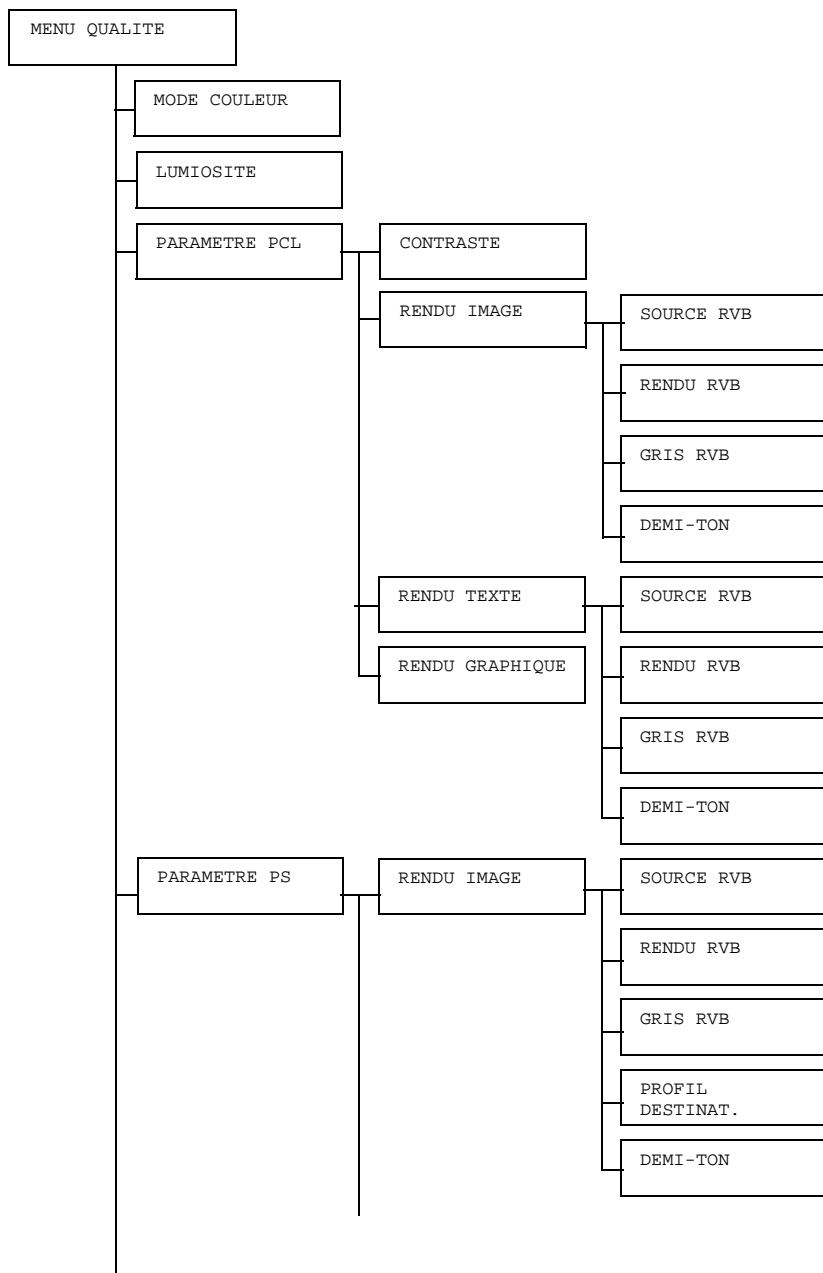 MENU QUALITE
MODE COULEUR
LUMIOSITE
PARAMETRE PCL
CONTRASTE
RENDU IMAGE
SOURCE RVB
RENDU RVB
GRIS RVB
DEMI-TON
RENDU TEXTE
SOURCE RVB
RENDU GRAPHIQUE
RENDU RVB
GRIS RVB
DEMI-TON
PARAMETRE PS
RENDU IMAGE
SOURCE RVB
RENDU RVB
GRIS RVB
PROFIL
DESTINAT.
DEMI-TON